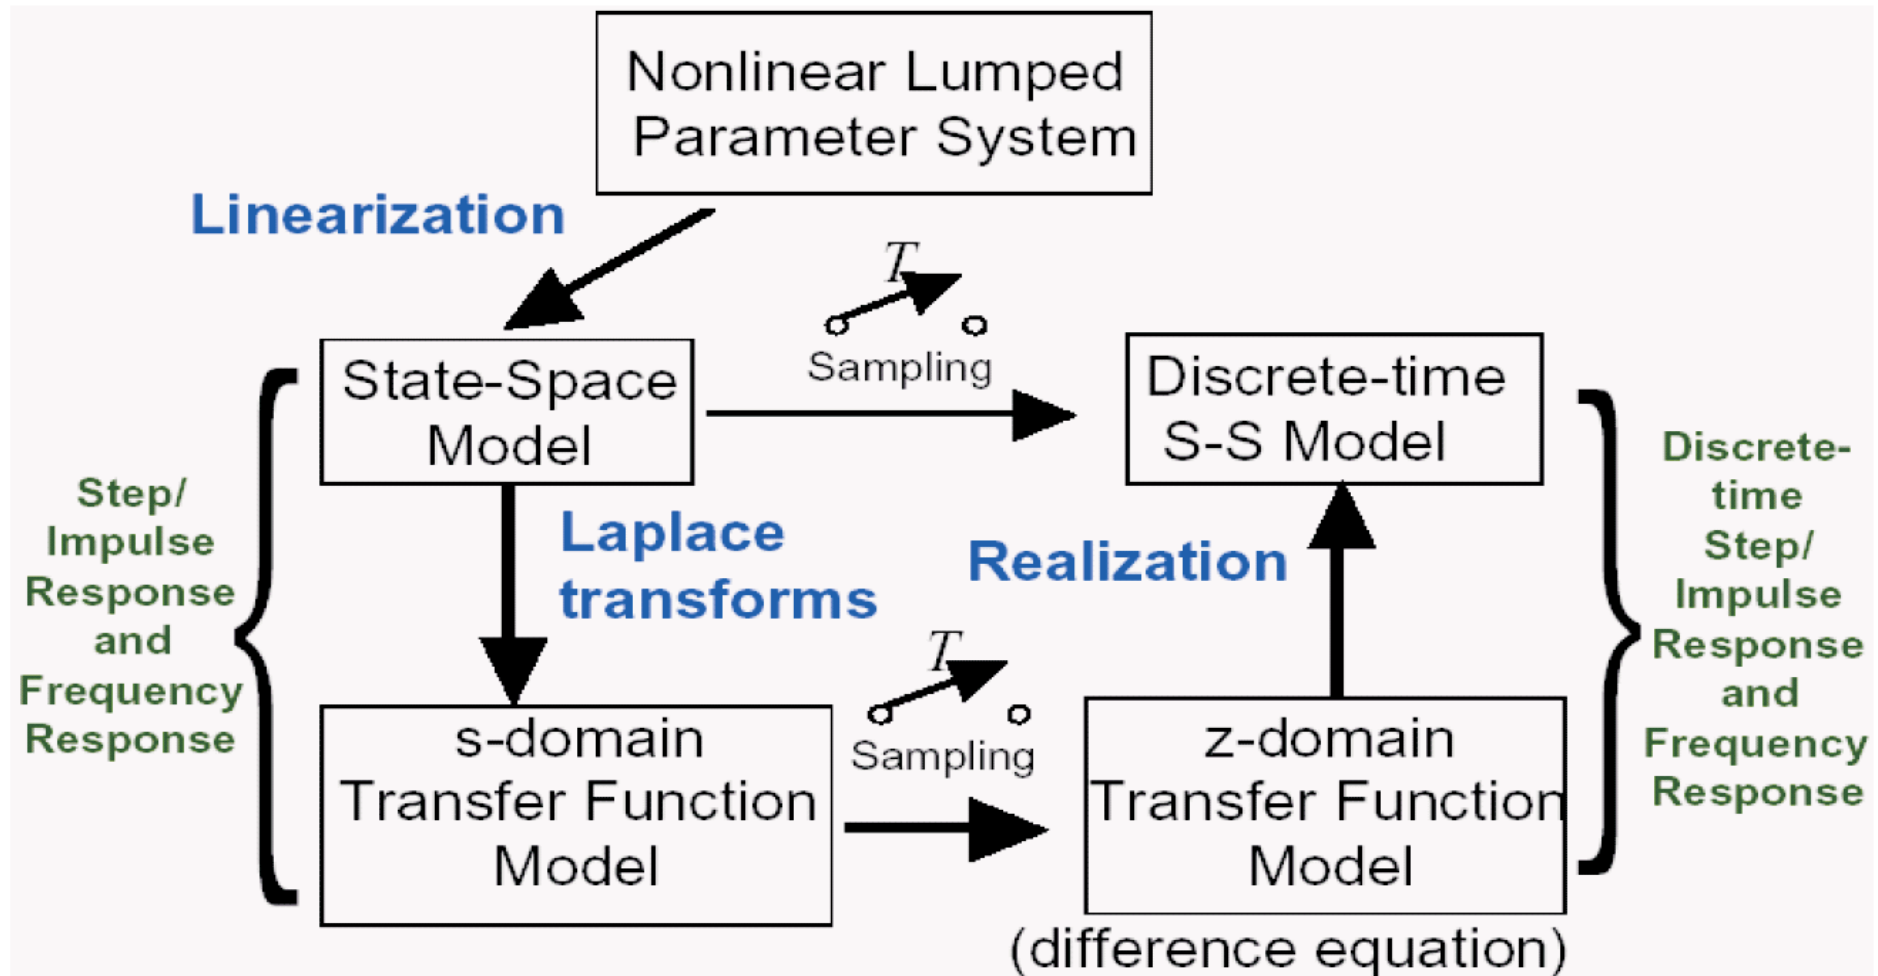 Nonlinear Lumped
Parameter System
Linearization
T
Sampling
State-Space
Model
Discrete-time
S-S Model
Step/
Impulse
Response
and
Frequency
Response
Laplace
transforms
Realization
Discrete-
time
Step/
Impulse
Response
and
Frequency
Response
T
Sampling
s-domain
Transfer Function
Model
z-domain
Transfer Function
Model
(difference equation)